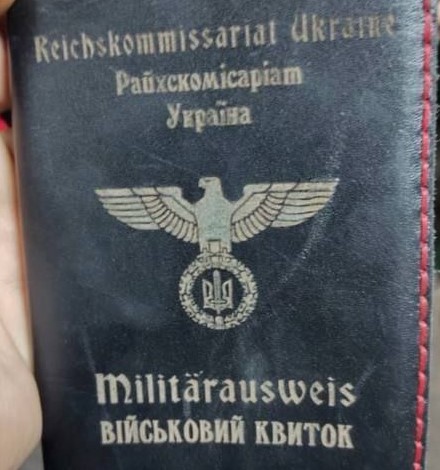 Reichskommissariat Ukraine
Райхскомісаріат
Україна
Militärausweis
ВІЙСЬКОВИЙ КВИТОК